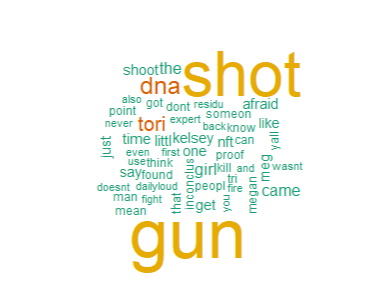 shoot the shot
dna
also got dont residu afraid
point expert someon
never tori back know like
just time littl kelsey nft can yall
even first one proof
use think girl kill and meg wasnt
say found inconclus peopl tri
doesnt dailyloud that you fire megan came
man fight get
mean
gun